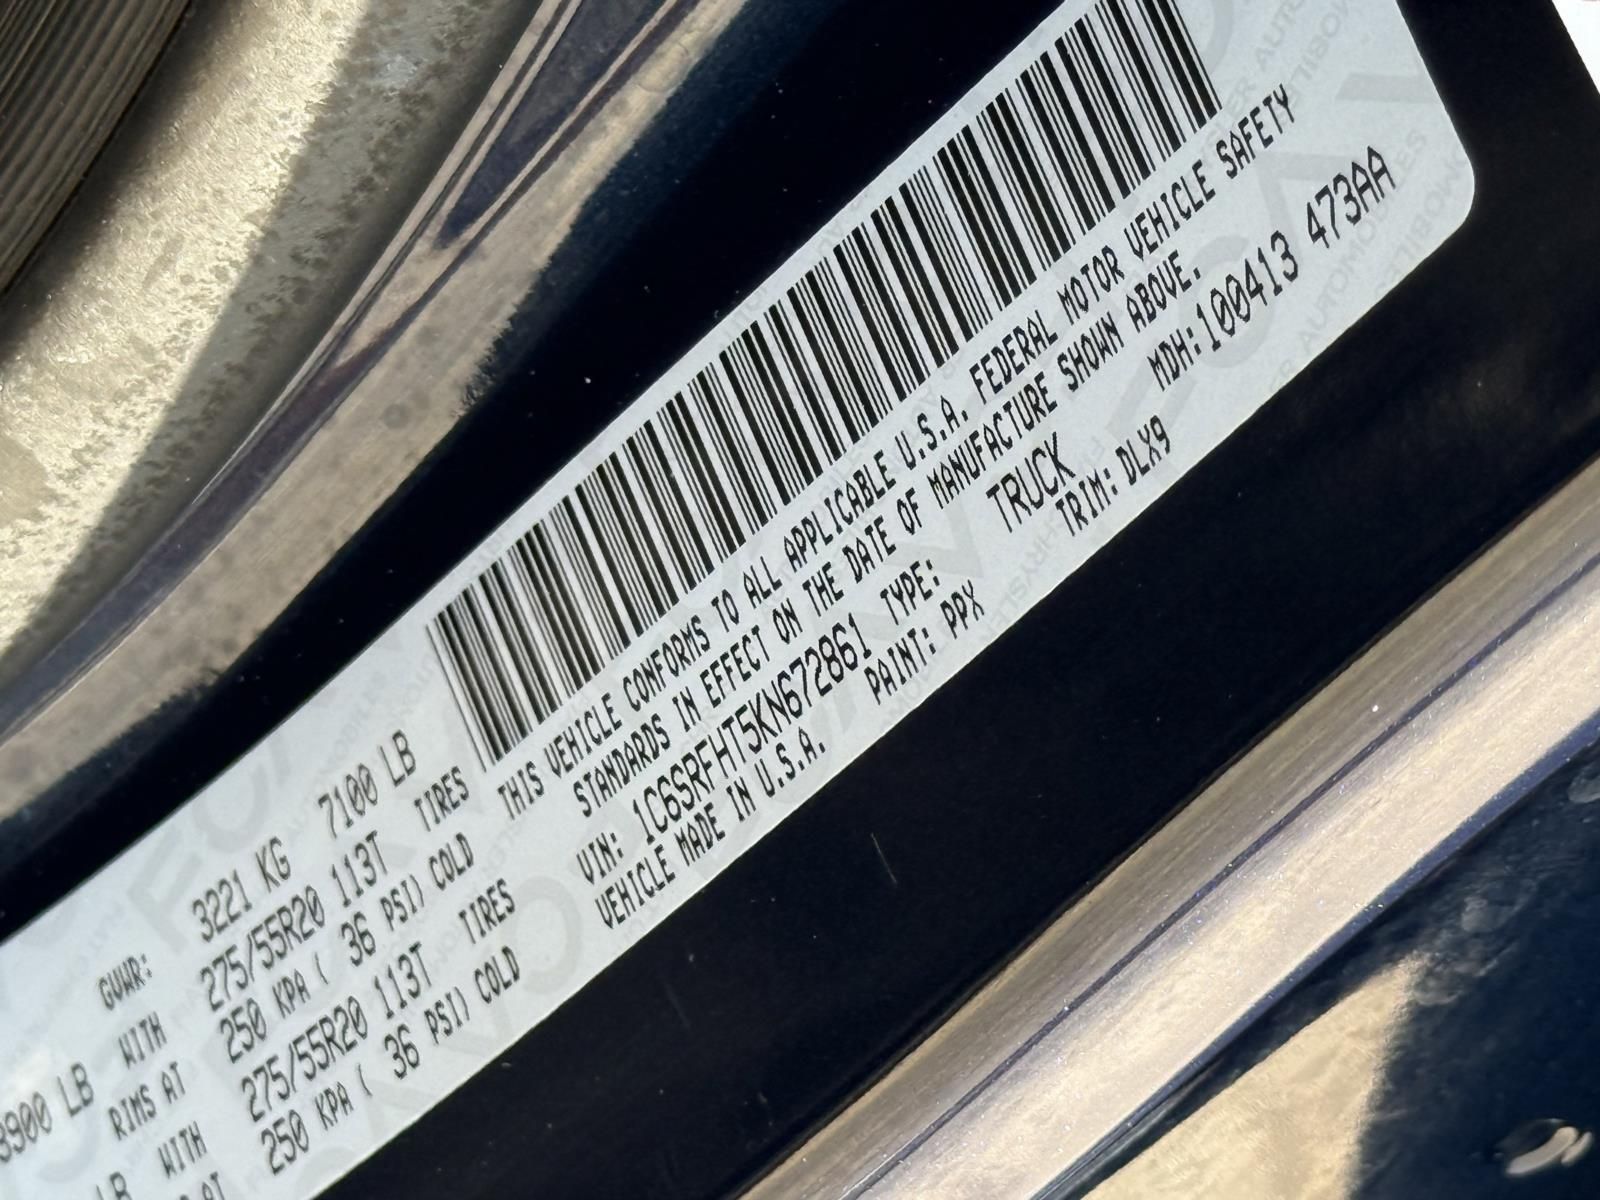 3900 LB
GVWR: 3221 KG 7100 LB
WITH 275/55R20 113T TIRES
RIMS AT 250 KPA ( 36 PSI) COLD
LB WITH 275/55R20 113T TIRES
AT 250 KPA ( 36 PSI) COLD
THIS VEHICLE CONFORMS TO ALL APPLICABLE U.S.A. FEDERAL MOTOR VEHICLE SAFETY
STANDARDS IN EFFECT ON THE DATE OF MANUFACTURE SHOWN ABOVE.
VIN: 1C6SRFHT5KN672861 TYPE: TRUCK MDH: 100413 473AA
VEHICLE MADE IN U.S.A. PAINT: PPX TRIM: DLX9